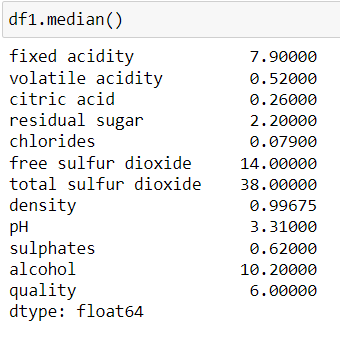 df1.median()
fixed acidity 7.90000
volatile acidity 0.52000
citric acid 0.26000
residual sugar 2.20000
chlorides 0.07900
free sulfur dioxide 14.00000
total sulfur dioxide 38.00000
density 0.99675
pH 3.31000
sulphates 0.62000
alcohol 10.20000
quality 6.00000
dtype: float64